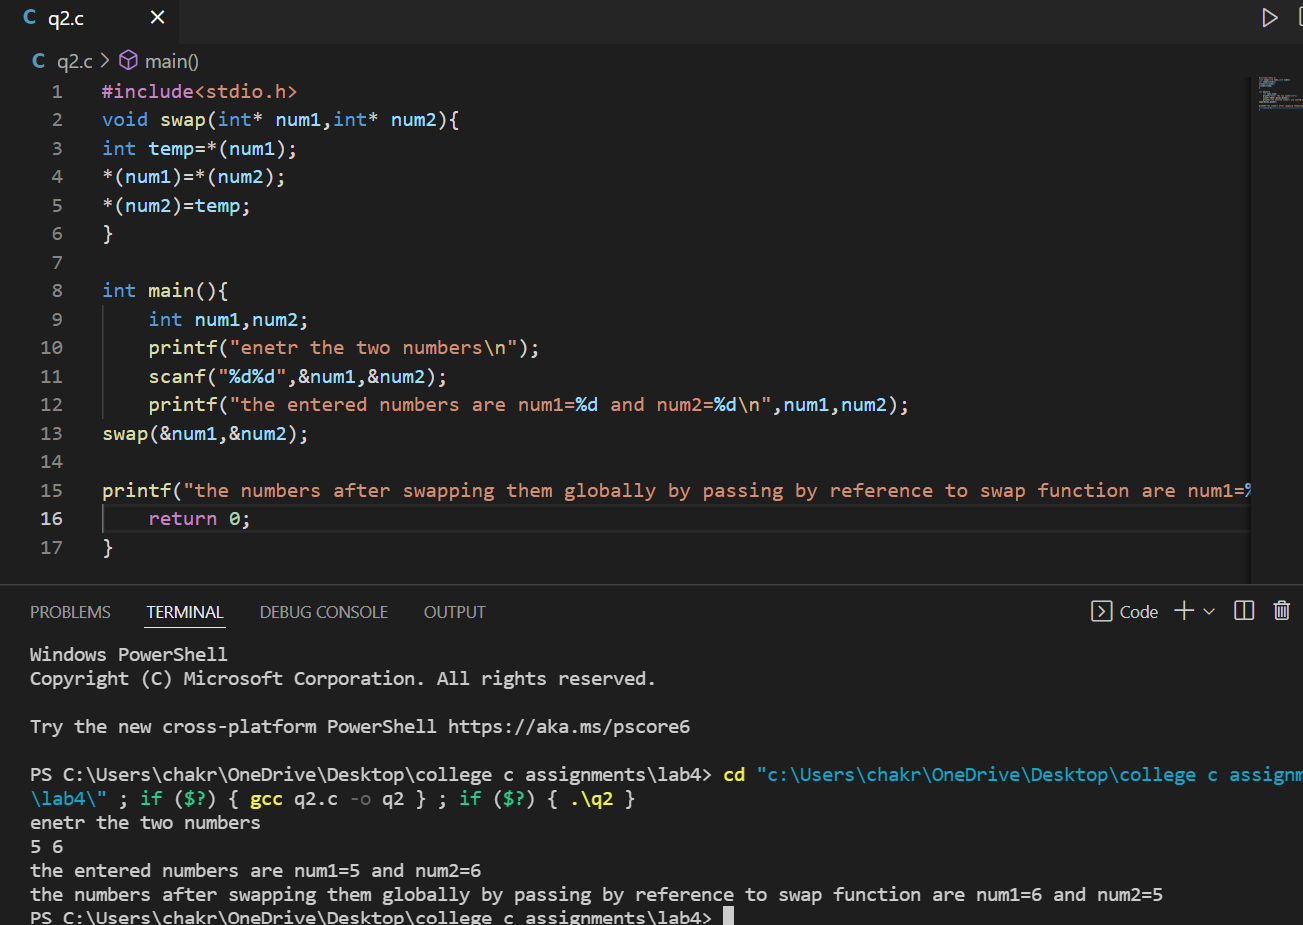 C q2.c ×
C q2.c > main()
1 #include<stdio.h>
2 void swap(int* num1,int* num2){
3 int temp=*(num1);
4 *(num1)=*(num2);
5 *(num2)=temp;
6 }
7
8 int main(){
9     int num1,num2;
10     printf("enetr the two numbers\n");
11     scanf("%d%d",&num1,&num2);
12     printf("the entered numbers are num1=%d and num2=%d\n",num1,num2);
13 swap(&num1,&num2);
14
15 printf("the numbers after swapping them globally by passing by reference to swap function are num1=%
16     return 0;
17 }
PROBLEMS TERMINAL DEBUG CONSOLE OUTPUT Code
Windows PowerShell
Copyright (C) Microsoft Corporation. All rights reserved.
Try the new cross-platform PowerShell https://aka.ms/pscore6
PS C:\Users\chakr\OneDrive\Desktop\college c assignments\lab4> cd "c:\Users\chakr\OneDrive\Desktop\college c assignm
\lab4\" ; if ($?) { gcc q2.c -o q2 } ; if ($?) { .\q2 }
enetr the two numbers
5 6
the entered numbers are num1=5 and num2=6
the numbers after swapping them globally by passing by reference to swap function are num1=6 and num2=5
PS C:\Users\chakr\OneDrive\Desktop\college c assignments\lab4>